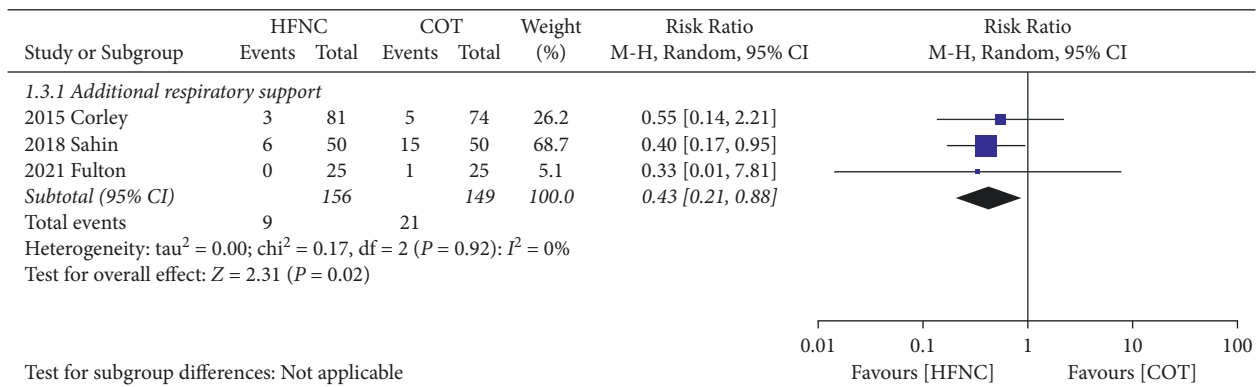 HFNC COT Weight Risk Ratio Risk Ratio
Study or Subgroup Events Total Events Total (%) M-H, Random, 95% CI M-H, Random, 95% CI
1.3.1 Additional respiratory support
2015 Corley 3 81 5 74 26.2 0.55 [0.14, 2.21]
2018 Sahin 6 50 15 50 68.7 0.40 [0.17, 0.95]
2021 Fulton 0 25 1 25 5.1 0.33 [0.01, 7.81]
Subtotal (95% CI) 156 149 100.0 0.43 [0.21, 0.88]
Total events 9 21
Heterogeneity: tau² = 0.00; chi² = 0.17, df = 2 (P = 0.92): I² = 0%
Test for overall effect: Z = 2.31 (P = 0.02)
0.01 0.1 1 10 100
Test for subgroup differences: Not applicable Favours [HFNC] Favours [COT]